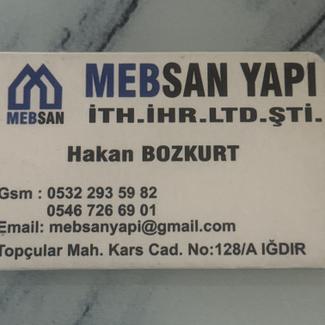 MEBSAN YAPI
MEBSAN
İTH.İHR.LTD.ŞTİ.
Hakan BOZKURT
Gsm : 0532 293 59 82
0546 726 69 01
Email: mebsanyapi@gmail.com
Topçular Mah. Kars Cad. No:128/A IĞDIR